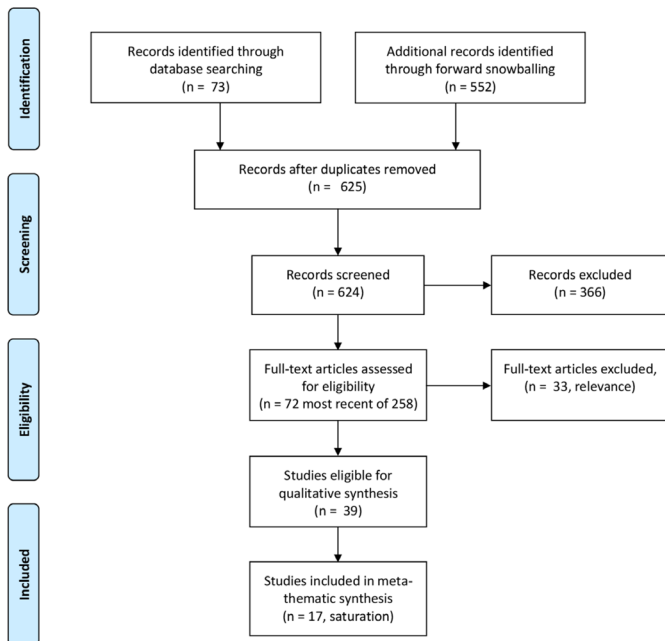 Identification
Records identified through
database searching
(n = 73)
Additional records identified
through forward snowballing
(n = 552)
Records after duplicates removed
(n = 625)
Screening
Records screened
(n = 624)
Records excluded
(n = 366)
Eligibility
Full-text articles assessed
for eligibility
(n = 72 most recent of 258)
Full-text articles excluded,
(n = 33, relevance)
Studies eligible for
qualitative synthesis
(n = 39)
Included
Studies included in meta-
thematic synthesis
(n = 17, saturation)